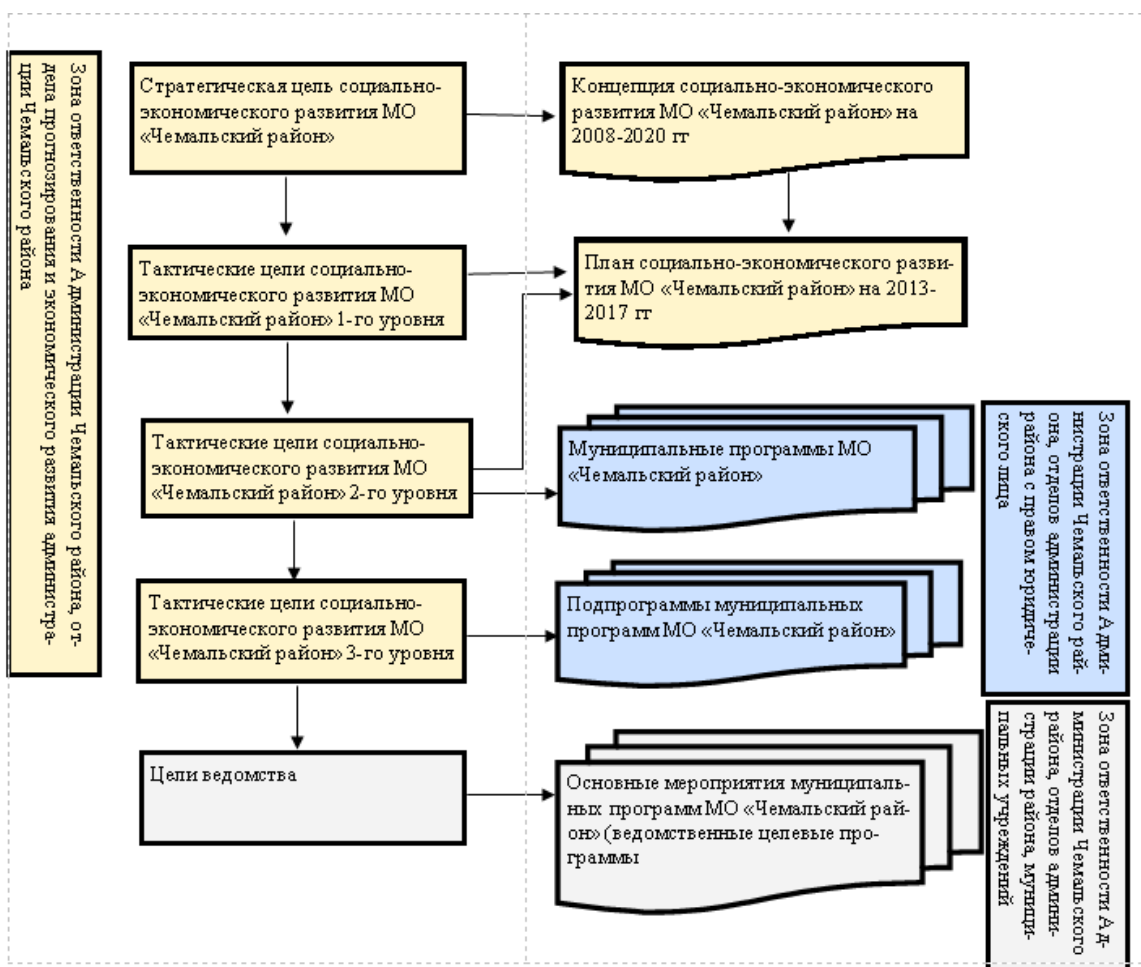 Зона ответственности Администрации Чемальского района, от-
дела прогнозирования и экономического развития администра-
ции Чемальского района
Стратегическая цель социально-
экономического развития МО
«Чемальский район»
Концепция социально-экономического
развития МО «Чемальский район» на
2008-2020 гг
Тактические цели социально-
экономического развития МО
«Чемальский район» 1-го уровня
План социально-экономического разви-
тия МО «Чемальский район» на 2013-
2017 гг
Тактические цели социально-
экономического развития МО
«Чемальский район» 2-го уровня
Муниципальные программы МО
«Чемальский район»
Зона ответственности Адми-
нистрации Чемальского рай-
она, отделов администрации
района с правом юридиче-
ского лица
Тактические цели социально-
экономического развития МО
«Чемальский район» 3-го уровня
Подпрограммы муниципальных
программ МО «Чемальский район»
Цели ведомства
Основные мероприятия муниципаль-
ных программ МО «Чемальский рай-
он» (ведомственные целевые про-
граммы
Зона ответственности Ад-
министрации Чемальского
района, отделов админи-
страции района, муници-
пальных учреждений